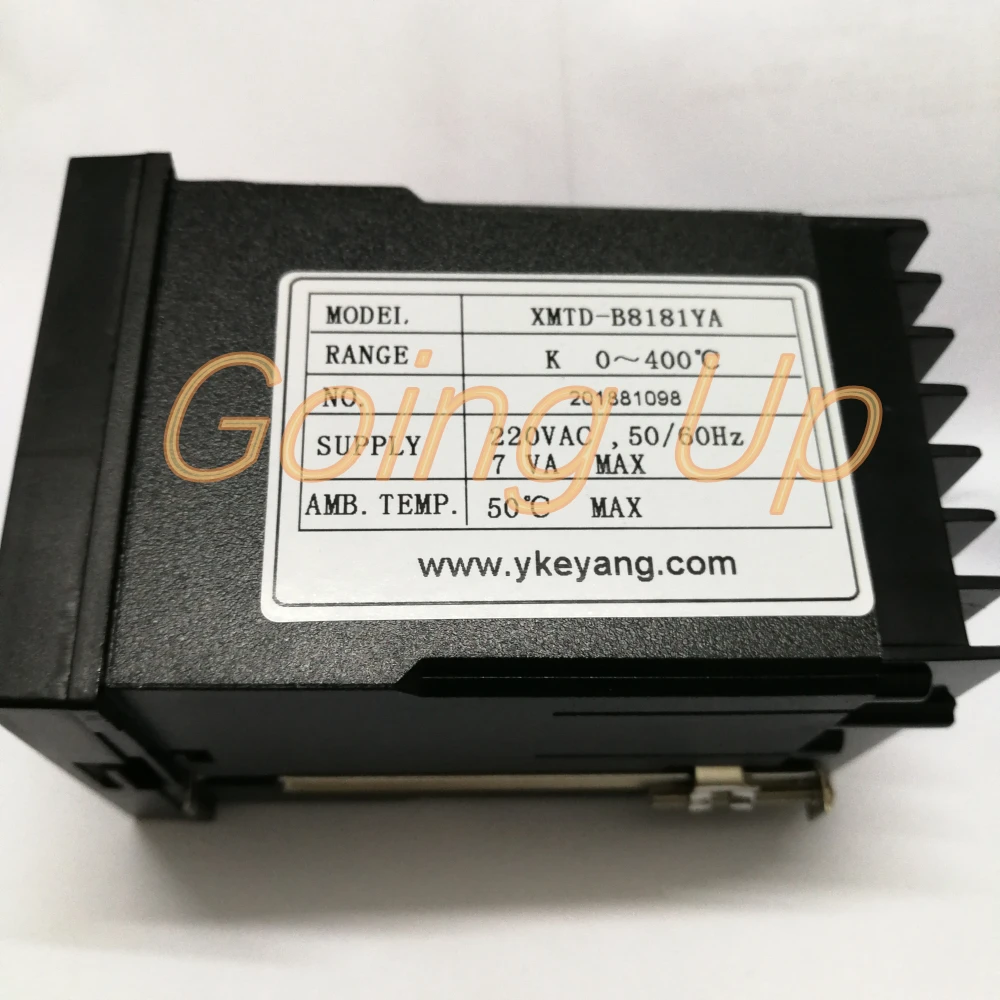 MODEL XMTD-B8181YA
RANGE K 0～400℃
NO. 201881098
SUPPLY 220VAC ,50/60Hz
7 VA MAX
AMB. TEMP. 50℃ MAX
www.ykeyang.com
Going Up